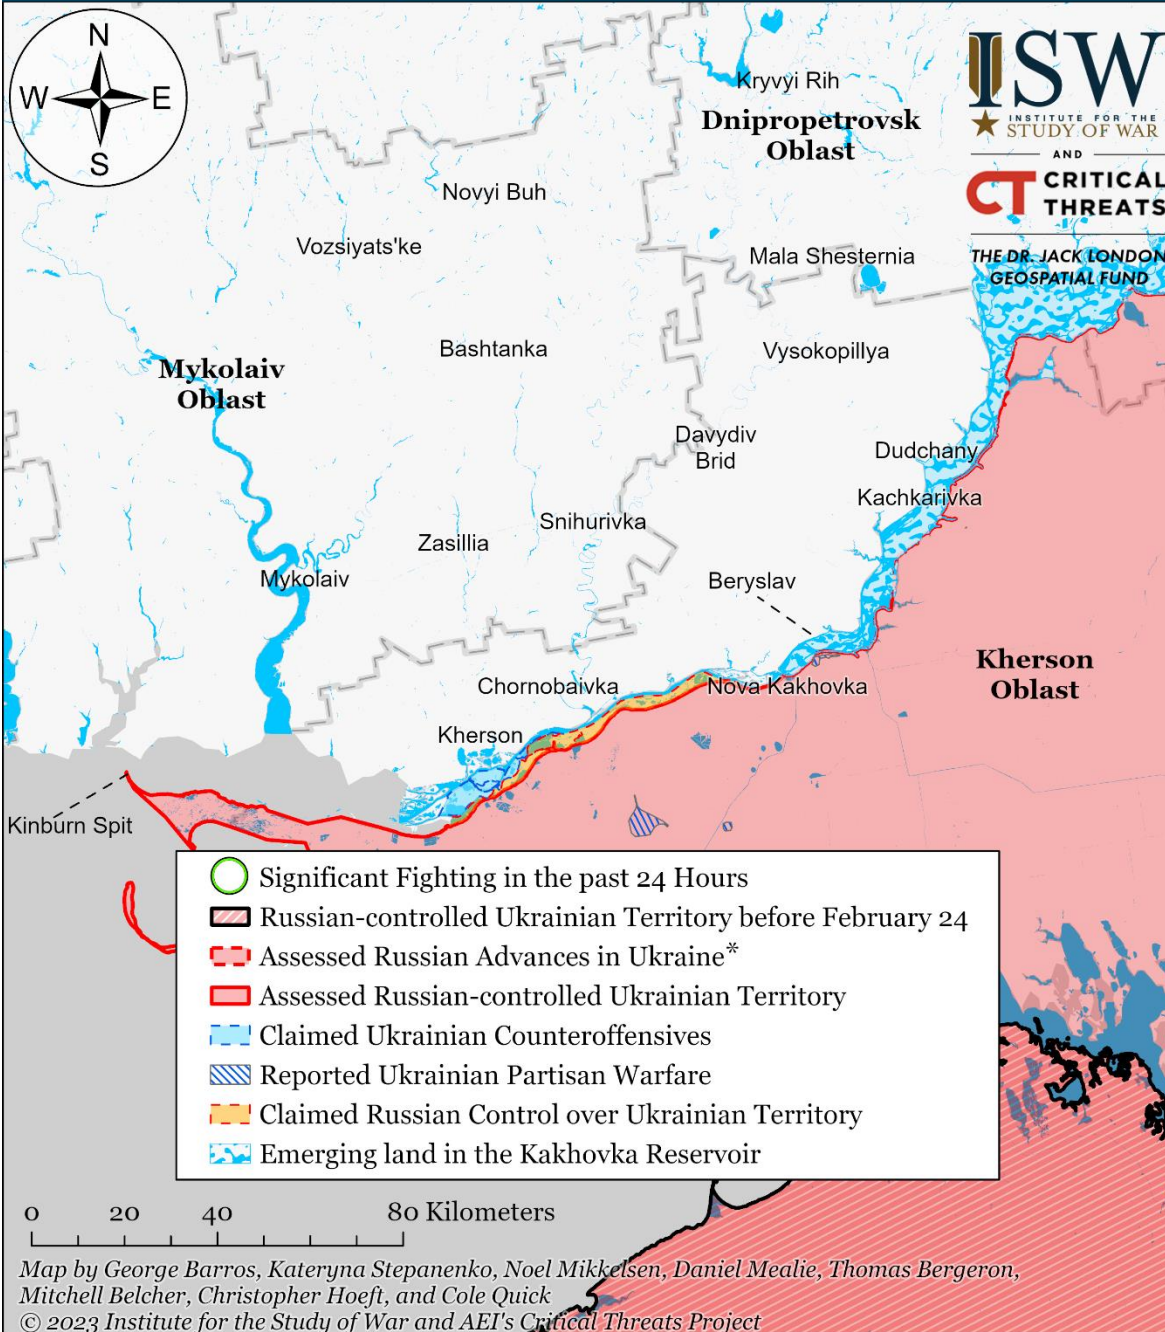 N
W
E
S
ISW
INSTITUTE FOR THE
STUDY OF WAR
AND
CT CRITICAL
THREATS
THE DR. JACK LONDON
GEOSPATIAL FUND
Kryvyi Rih
Dnipropetrovsk
Oblast
Novyi Buh
Vozsiyats'ke
Mala Shesternia
Bashtanka
Vysokopillya
Mykolaiv
Oblast
Davydiv
Brid
Dudchany
Kachkarivka
Snihurivka
Zasillia
Mykolaiv
Beryslav
Kherson
Oblast
Chornobaivka
Nova Kakhovka
Kherson
Kinburn Spit
Significant Fighting in the past 24 Hours
Russian-controlled Ukrainian Territory before February 24
Assessed Russian Advances in Ukraine*
Assessed Russian-controlled Ukrainian Territory
Claimed Ukrainian Counteroffensives
Reported Ukrainian Partisan Warfare
Claimed Russian Control over Ukrainian Territory
Emerging land in the Kakhovka Reservoir
0 20 40 80 Kilometers
Map by George Barros, Kateryna Stepanenko, Noel Mikkelsen, Daniel Mealie, Thomas Bergeron,
Mitchell Belcher, Christopher Hoeft, and Cole Quick
© 2023 Institute for the Study of War and AEI's Critical Threats Project